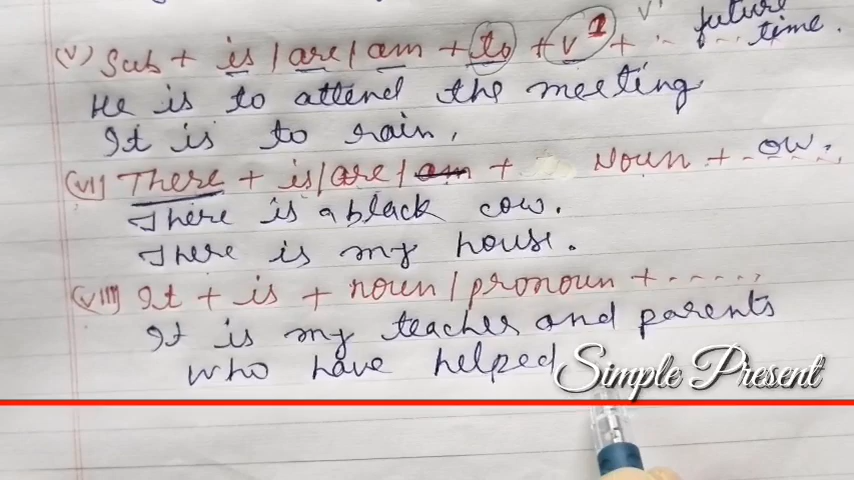 future
(v) Sub + is / are / am + to + v¹ + ... time.
He is to attend the meeting.
It is to rain.
(vi) There + is / are / am + Noun + ... ow.
There is a black cow.
There is my house.
(viii) It + is + noun / pronoun + .......
It is my teacher and parents
who have helped
Simple Present